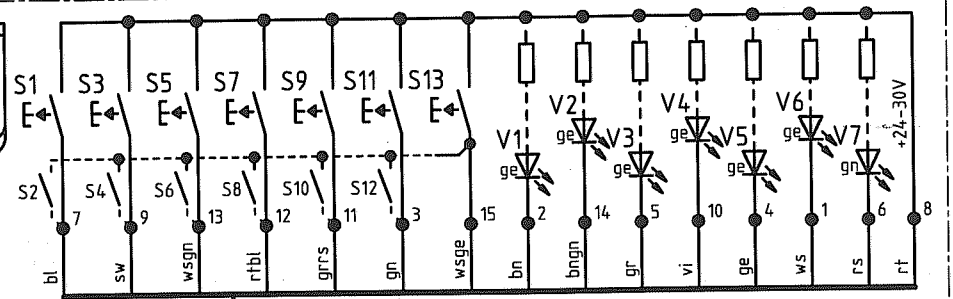 S1 S3 S5 S7 S9 S11 S13
V1 V2 V3 V4 V5 V6 V7
ge ge ge ge ge ge gn
+24-30V
S2 S4 S6 S8 S10 S12
7 9 13 12 11 3 15 2 14 5 10 4 1 6 8
bl sw wsgn rtbl grrs gn wsge bn bngn gr vi ge ws rs rt